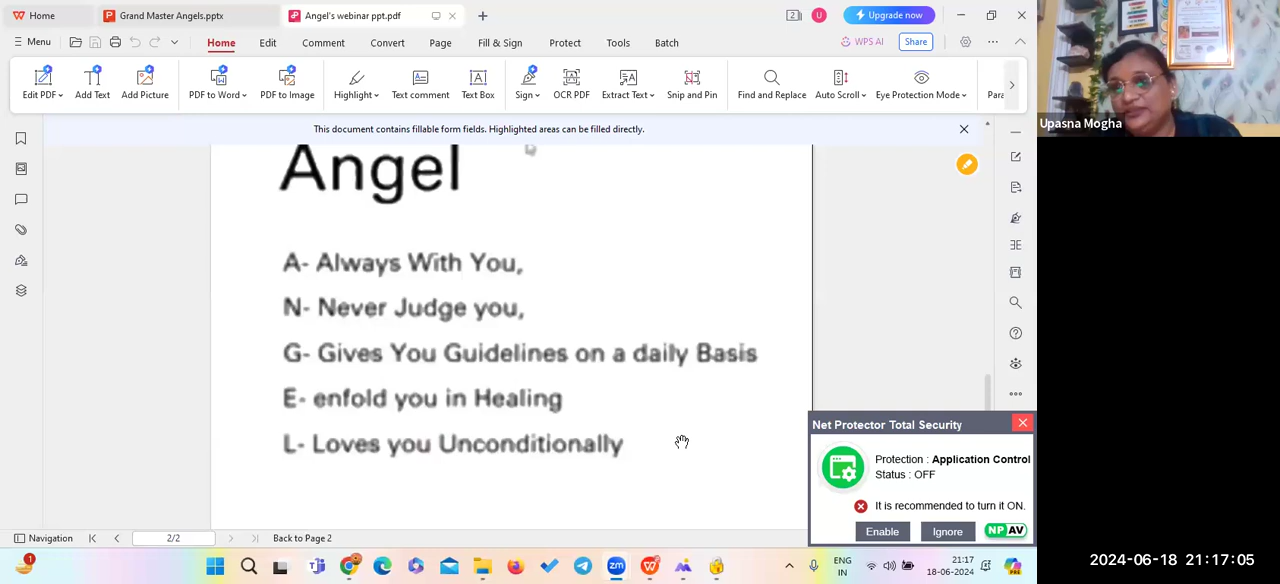 Home
Grand Master Angels.pptx
Angel's webinar ppt.pdf
U
Upgrade now
Menu
Home
Edit
Comment
Convert
Page
Fill & Sign
Protect
Tools
Batch
WPS AI
Share
Edit PDF
Add Text
Add Picture
PDF to Word
PDF to Image
Highlight
Text comment
Text Box
Sign
OCR PDF
Extract Text
Snip and Pin
Find and Replace
Auto Scroll
Eye Protection Mode
Para
This document contains fillable form fields. Highlighted areas can be filled directly.
Upasna Mogha
Angel
A- Always With You,
N- Never Judge you,
G- Gives You Guidelines on a daily Basis
E- enfold you in Healing
L- Loves you Unconditionally
Net Protector Total Security
Protection : Application Control
Status : OFF
It is recommended to turn it ON.
Enable
Ignore
NP AV
Navigation
2/2
Back to Page 2
ENG
IN
21:17
18-06-2024
2024-06-18 21:17:05